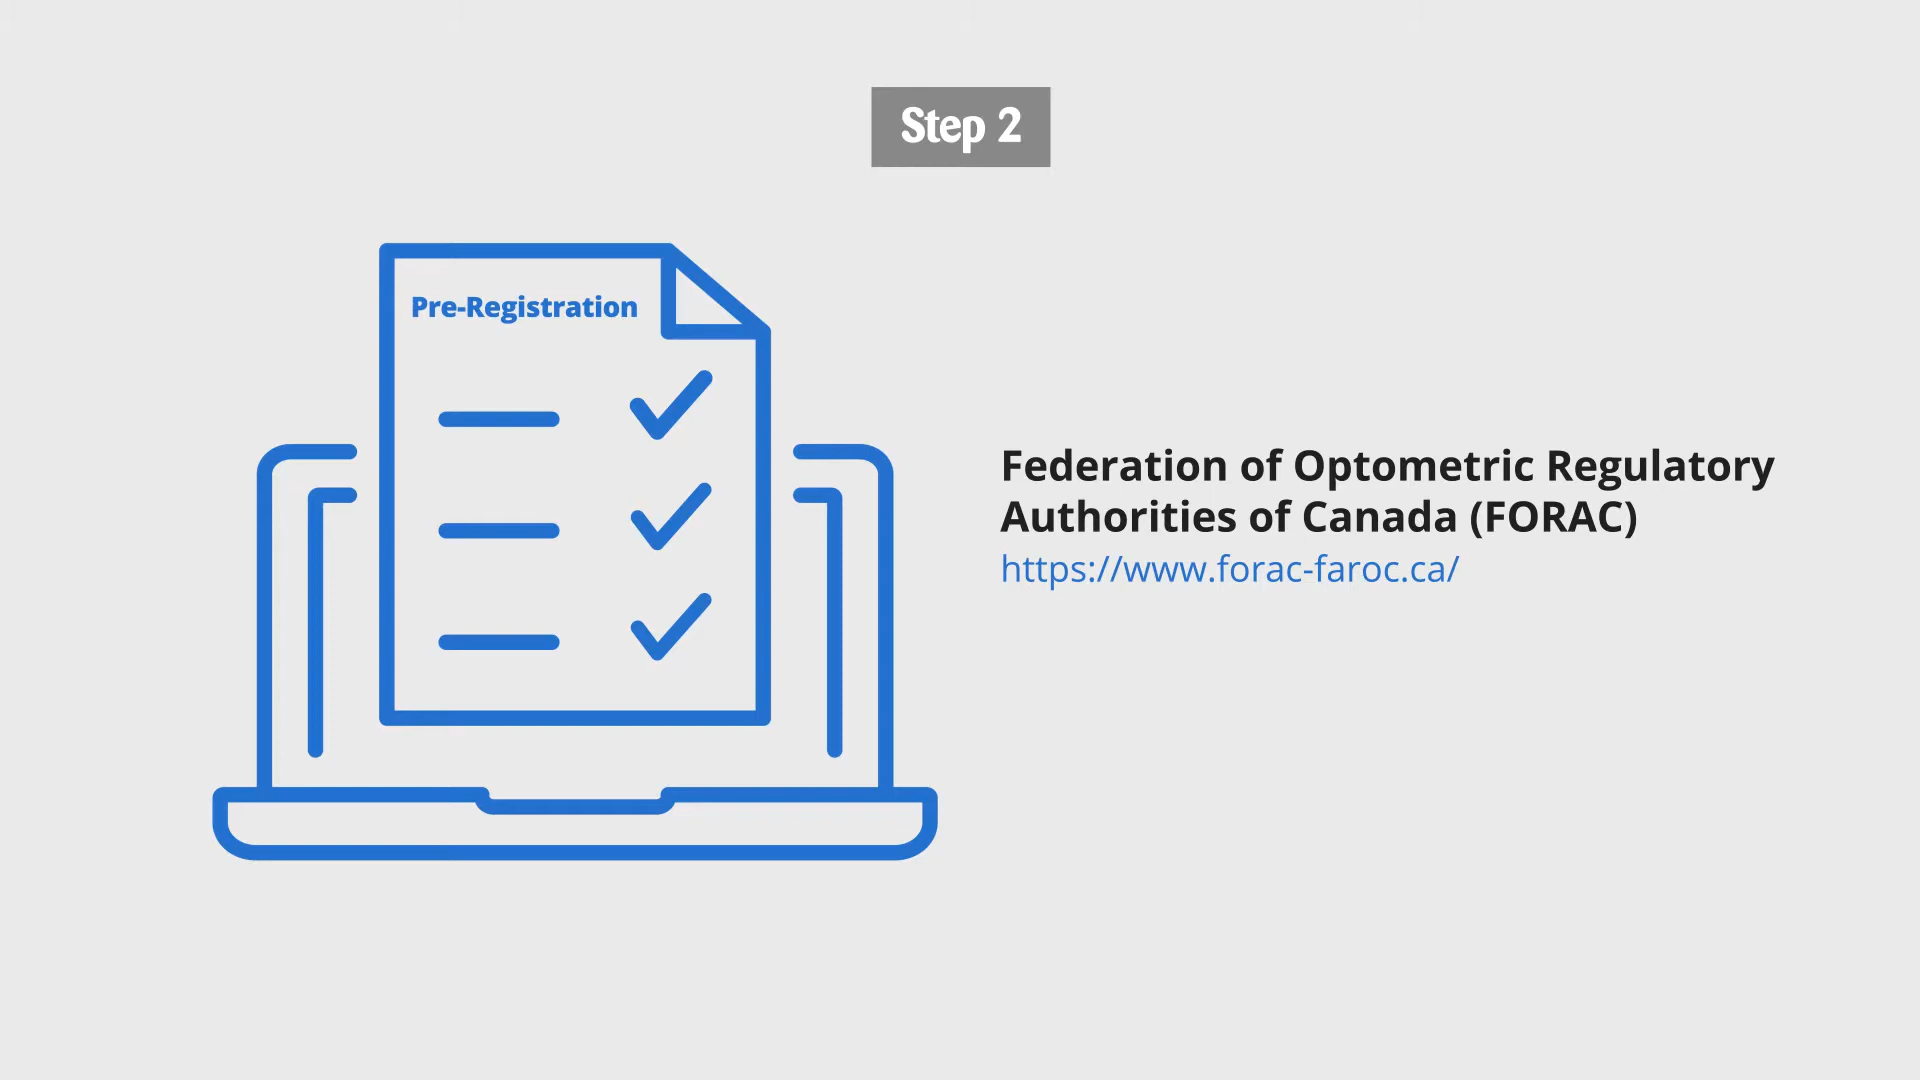 Step 2
Pre-Registration
Federation of Optometric Regulatory
Authorities of Canada (FORAC)
https://www.forac-faroc.ca/